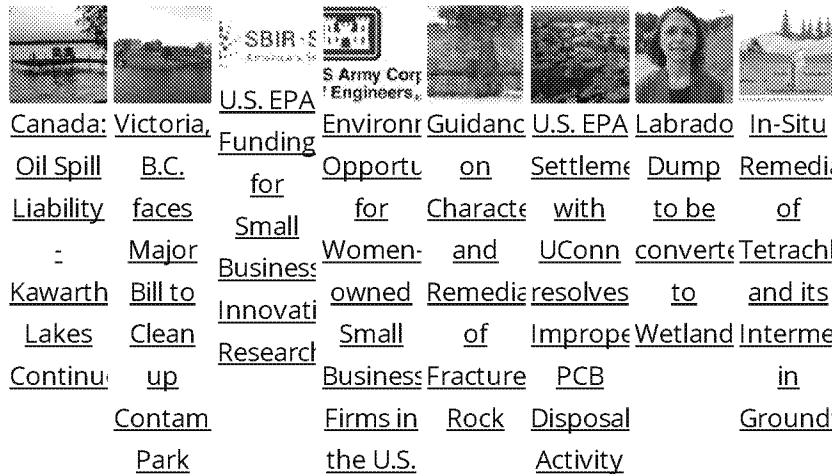 SBIR·S
America's
S Army Corp
f Engineers
Canada:
Oil Spill
Liability
-
Kawarth
Lakes
Continu
Victoria,
B.C.
faces
Major
Bill to
Clean
up
Contam
Park
U.S. EPA
Funding
for
Small
Business
Innovati
Research
Environr
Opportu
for
Women-
owned
Small
Business
Firms in
the U.S.
Guidanc
on
Characte
and
Remedia
of
Fracture
Rock
U.S. EPA
Settleme
with
UConn
resolves
Imprope
PCB
Disposal
Activity
Labrado
Dump
to be
converte
to
Wetland
In-Situ
Remedia
of
Tetrachl
and its
Interme
in
Ground